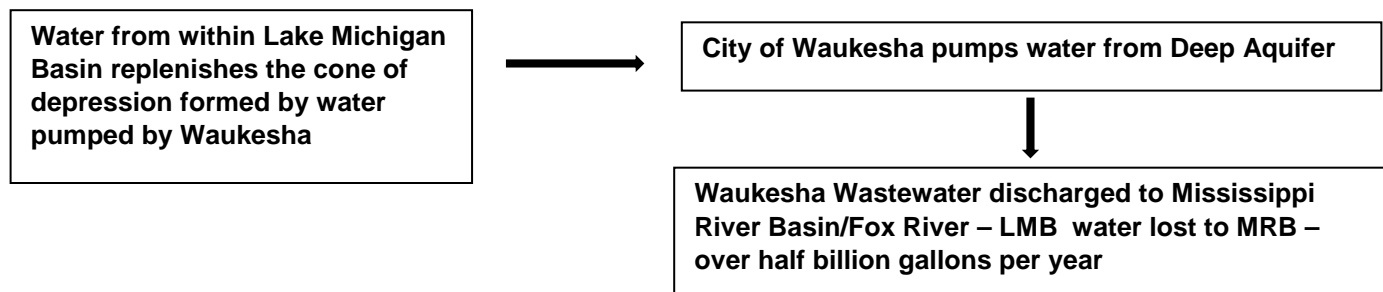 Water from within Lake Michigan
Basin replenishes the cone of
depression formed by water
pumped by Waukesha
City of Waukesha pumps water from Deep Aquifer
Waukesha Wastewater discharged to Mississippi
River Basin/Fox River – LMB  water lost to MRB –
over half billion gallons per year